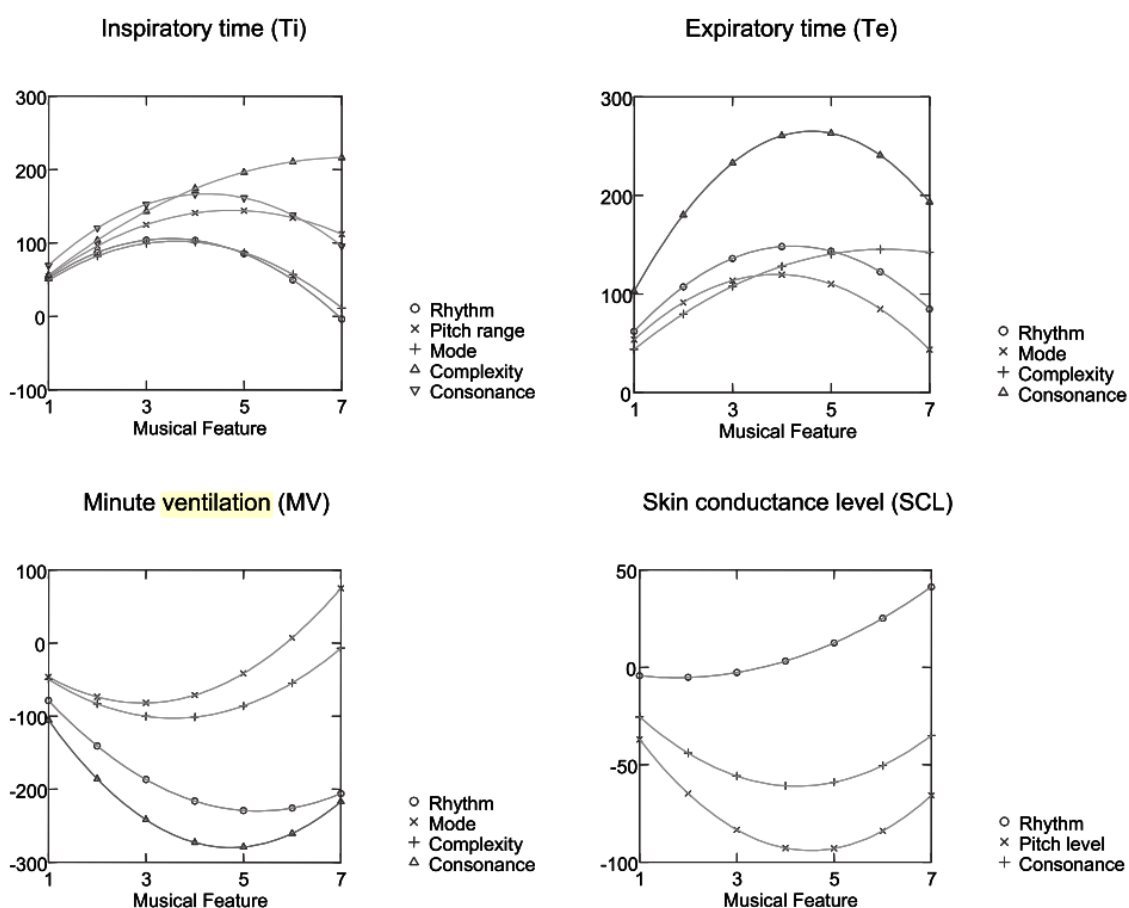 Inspiratory time (Ti)
300
200
100
0
-100
1 3 5 7
Musical Feature
Rhythm
Pitch range
Mode
Complexity
Consonance
Expiratory time (Te)
300
200
100
0
1 3 5 7
Musical Feature
Rhythm
Mode
Complexity
Consonance
Minute ventilation (MV)
100
0
-100
-200
-300
1 3 5 7
Musical Feature
Rhythm
Mode
Complexity
Consonance
Skin conductance level (SCL)
50
0
-50
-100
1 3 5 7
Musical Feature
Rhythm
Pitch level
Consonance